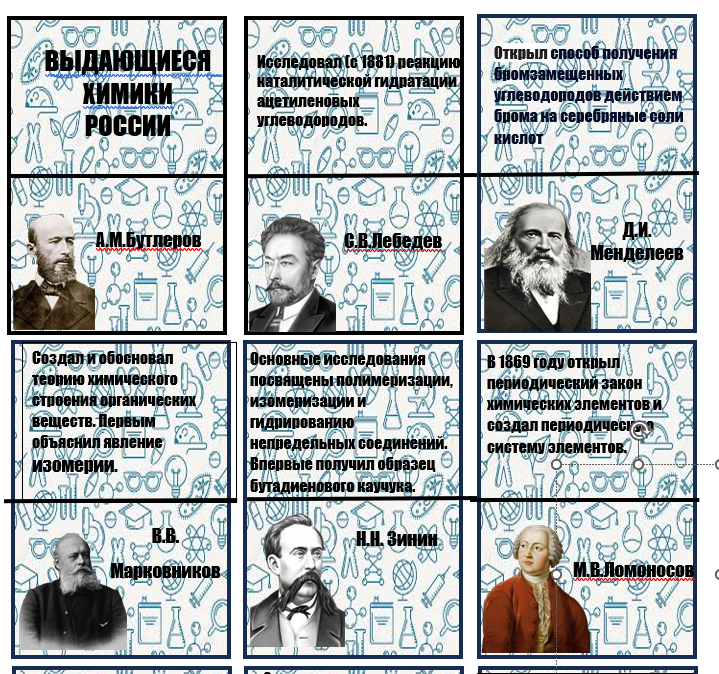 ВЫДАЮЩИЕСЯ
ХИМИКИ
РОССИИ
А.М.Бутлеров
Исследовал (с 1881) реакцию
каталитической гидратации
ацетиленовых
углеводородов.
С.В.Лебедев
Открыл способ получения
бромзамещенных
углеводородов действием
брома на серебряные соли
кислот
Д.И.
Менделеев
Создал и обосновал
теорию химического
строения органических
веществ. Первым
объяснил явление
изомерии.
В.В.
Марковников
Основные исследования
посвящены полимеризации,
изомеризации и
гидрированию
непредельных соединений.
Впервые получил образец
бутадиенового каучука.
Н.Н. Зинин
В 1869 году открыл
периодический закон
химических элементов и
создал
систему элементов.
М.В.Ломоносов